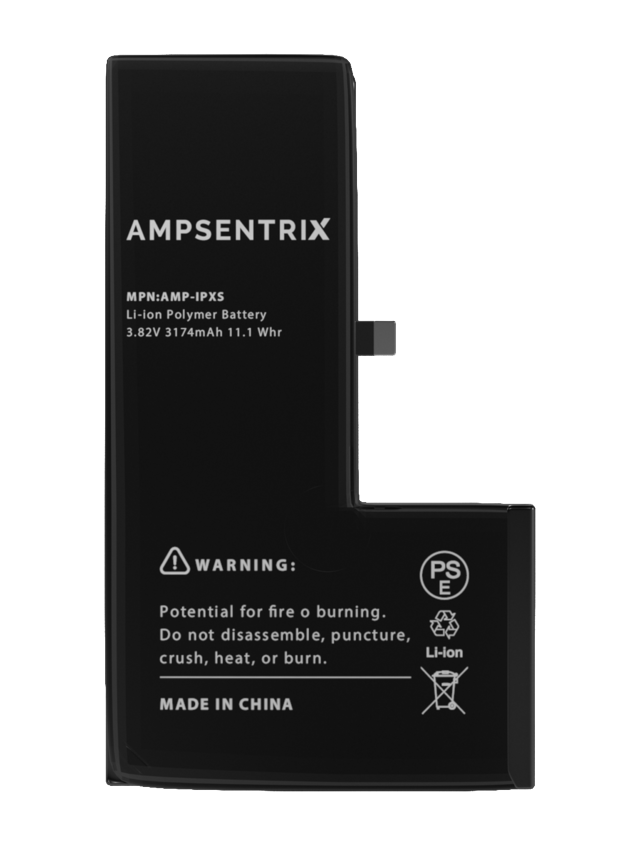 AMPSENTRIX
MPN:AMP-IPXS
Li-ion Polymer Battery
3.82V 3174mAh 11.1 Whr
WARNING:
Potential for fire o burning.
Do not disassemble, puncture,
crush, heat, or burn.
MADE IN CHINA
PS
E
Li-ion